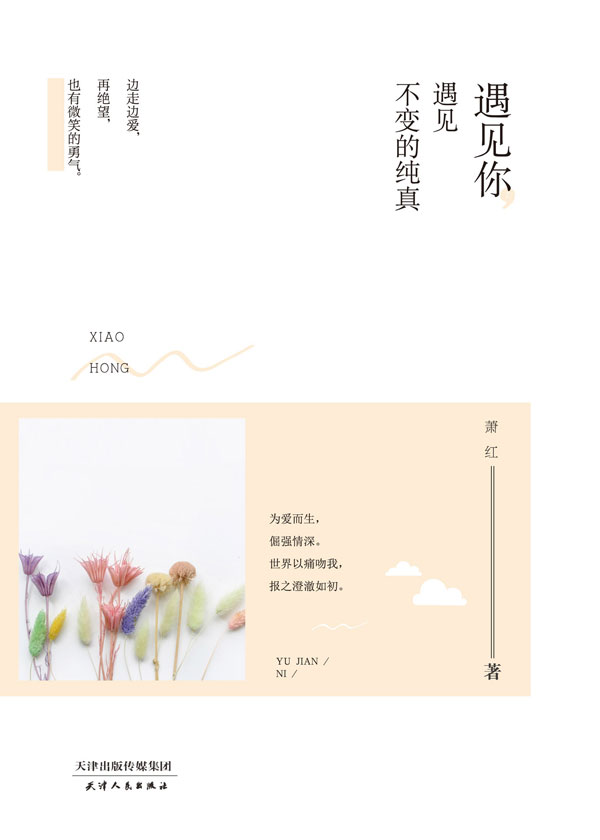 遇见你,
遇见
不变的纯真
边走边爱,
再绝望,
也有微笑的勇气。
XIAO
HONG
萧红
著
为爱而生,
倔强情深。
世界以痛吻我,
报之澄澈如初。
YU JIAN /
NI /
天津出版传媒集团
天津人民出版社